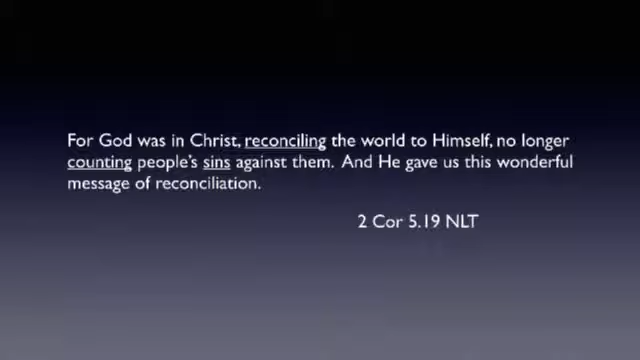 For God was in Christ, reconciling the world to Himself, no longer
counting people's sins against them. And He gave us this wonderful
message of reconciliation.
2 Cor 5.19 NLT